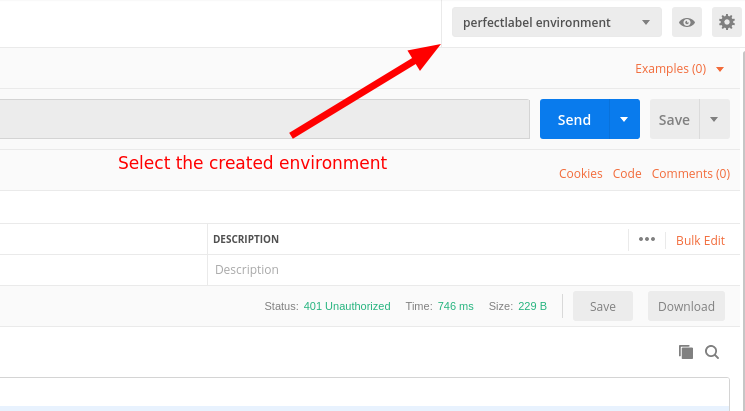 perfectlabel environment
Examples (0)
Send
Save
Select the created environment
Cookies Code Comments (0)
DESCRIPTION
Bulk Edit
Description
Status: 401 Unauthorized Time: 746 ms Size: 229 B
Save
Download